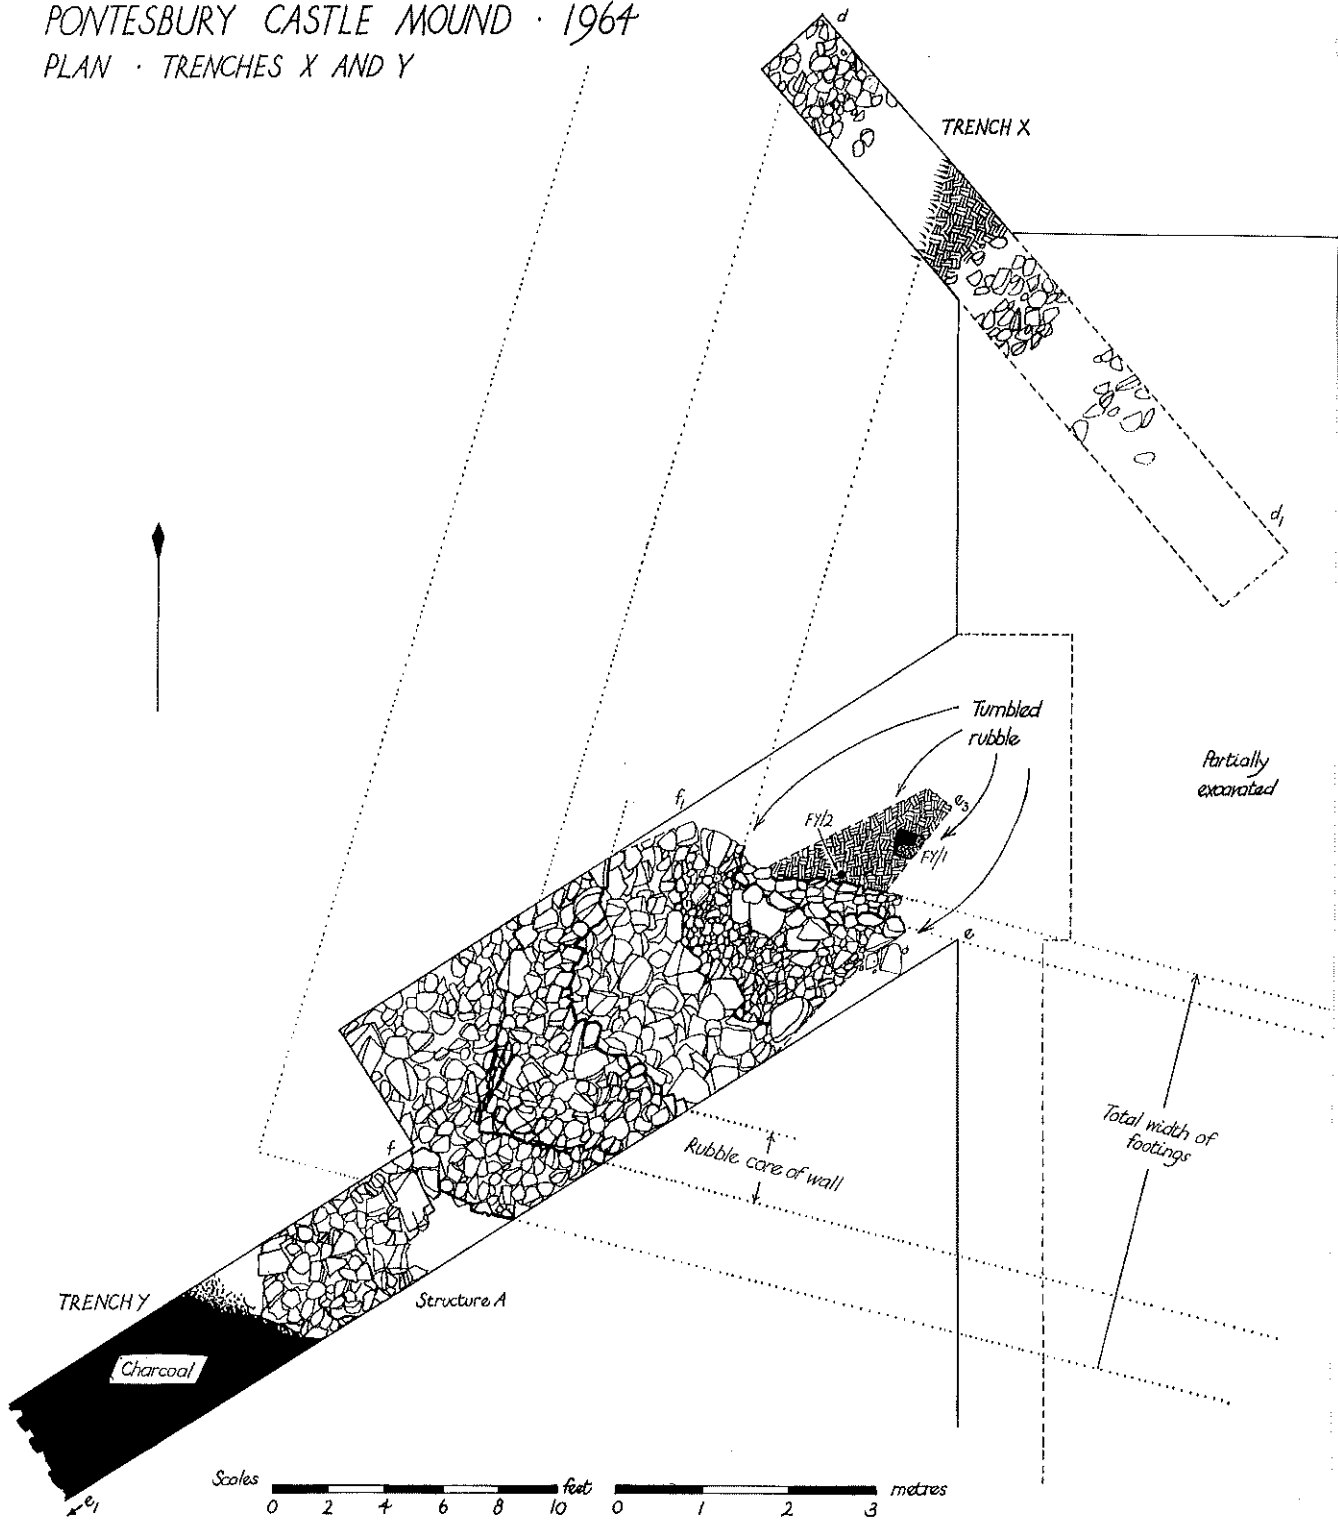 PONTESBURY CASTLE MOUND · 1964
PLAN · TRENCHES X AND Y
d
TRENCH X
d1
Tumbled
rubble
Partially
excavated
f1
e3
FY/2
FY/1
e
Total width of
footings
f
Rubble core of wall
TRENCH Y
Structure A
Charcoal
e1
Scales
feet
metres
0 2 4 6 8 10
0 1 2 3